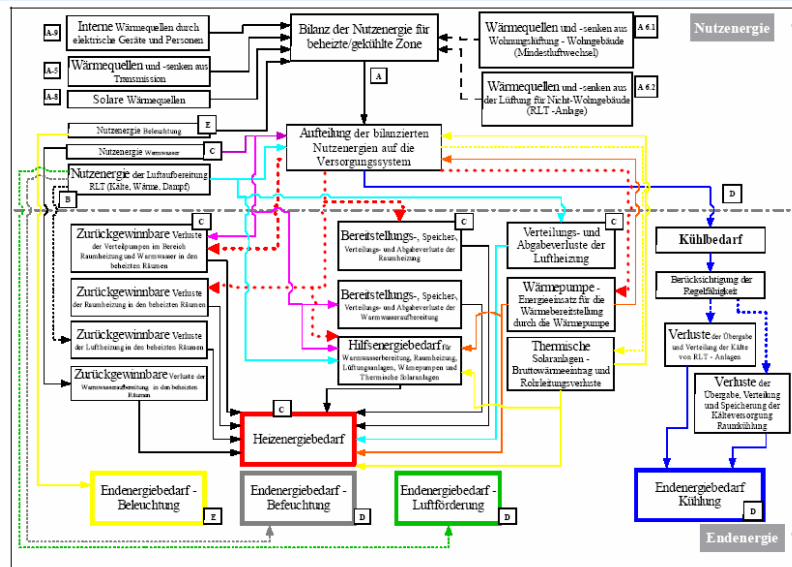 A-9
Interne Wärmequellen durch
elektrische Geräte und Personen
A-5
Wärmequellen und -senken aus
Transmission
A-8
Solare Wärmequellen
Bilanz der Nutzenergie für
beheizte/gekühlte Zone
A
Wärmequellen und -senken aus
Wohnungslüftung - Wohngebäude
(Mindestluftwechsel)
A 6.1
Wärmequellen und -senken aus
der Lüftung für Nicht-Wohngebäude
(RLT -Anlage)
A 6.2
Nutzenergie
Nutzenergie Beleuchtung
E
Nutzenergie Warmwasser
C
Nutzenergie der Luftaufbereitung
RLT (Kälte, Wärme, Dampf)
B
Aufteilung der bilanzierten
Nutzenergien auf die
Versorgungssystem
D
C
Zurückgewinnbare Verluste
der Verteilpumpen im Bereich
Raumheizung und Warmwasser in den
beheizten Räumen
Zurückgewinnbare Verluste
der Raumheizung in den beheizten Räumen
Zurückgewinnbare Verluste
der Luftheizung in den beheizten Räumen
Zurückgewinnbare Verluste der
Warmwasseraufbereitung in den beheizten
Räumen
C
Bereitstellungs-, Speicher-,
Verteilungs- und Abgabeverluste der
Raumheizung
Bereitstellungs-, Speicher-,
Verteilungs- und Abgabeverluste der
Warmwasseraufbereitung
Hilfsenergiebedarf für
Warmwasserbereitung, Raumheizung,
Lüftungsanlagen, Wärmepumpen und
Thermische Solaranlagen
C
Verteilungs- und
Abgabeverluste der
Luftheizung
Wärmepumpe -
Energieeinsatz für die
Wärmebereitstellung
durch die Wärmepumpe
Thermische
Solaranlagen -
Bruttowärmeeintrag und
Rohrleitungsverluste
Kühlbedarf
Berücksichtigung der
Regelfähigkeit
Verluste der Übergabe
und Verteilung der Kälte
von RLT - Anlagen
Verluste der
Übergabe, Verteilung
und Speicherung der
Kälteversorgung
Raumkühlung
C
Heizenergiebedarf
Endenergiebedarf -
Beleuchtung
E
Endenergiebedarf -
Befeuchtung
D
Endenergiebedarf -
Luftförderung
D
Endenergiebedarf
Kühlung
D
Endenergie